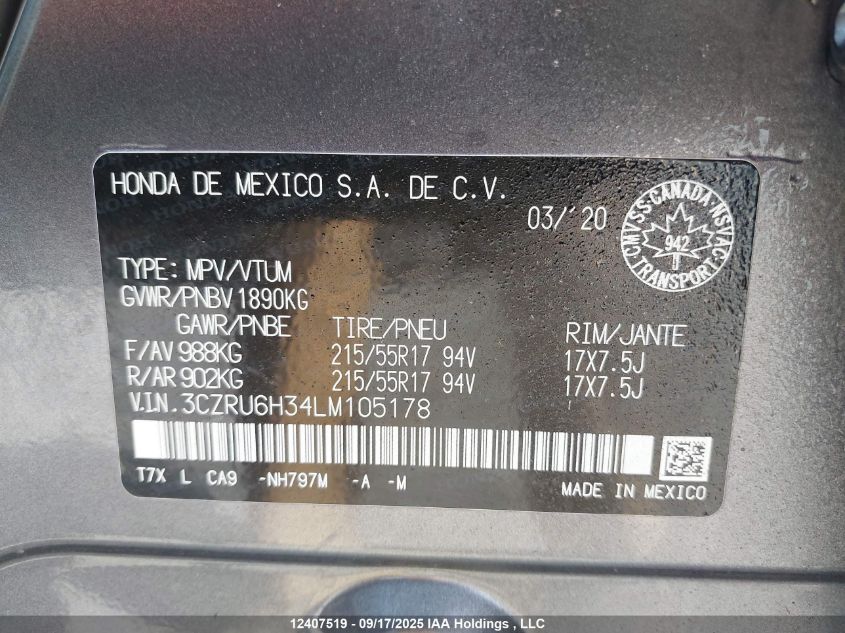 HONDA DE MEXICO S.A. DE C.V.
03/´20
CMVSS-CANADA-NSVAC
942
TRANSPORT
TYPE: MPV/VTUM
GVWR/PNBV 1890KG
GAWR/PNBE TIRE/PNEU RIM/JANTE
F/AV 988KG 215/55R17 94V 17X7.5J
R/AR 902KG 215/55R17 94V 17X7.5J
V.I.N. 3CZRU6H34LM105178
T7X L CA9 -NH797M -A -M
MADE IN MEXICO
12407519 - 09/17/2025 IAA Holdings , LLC